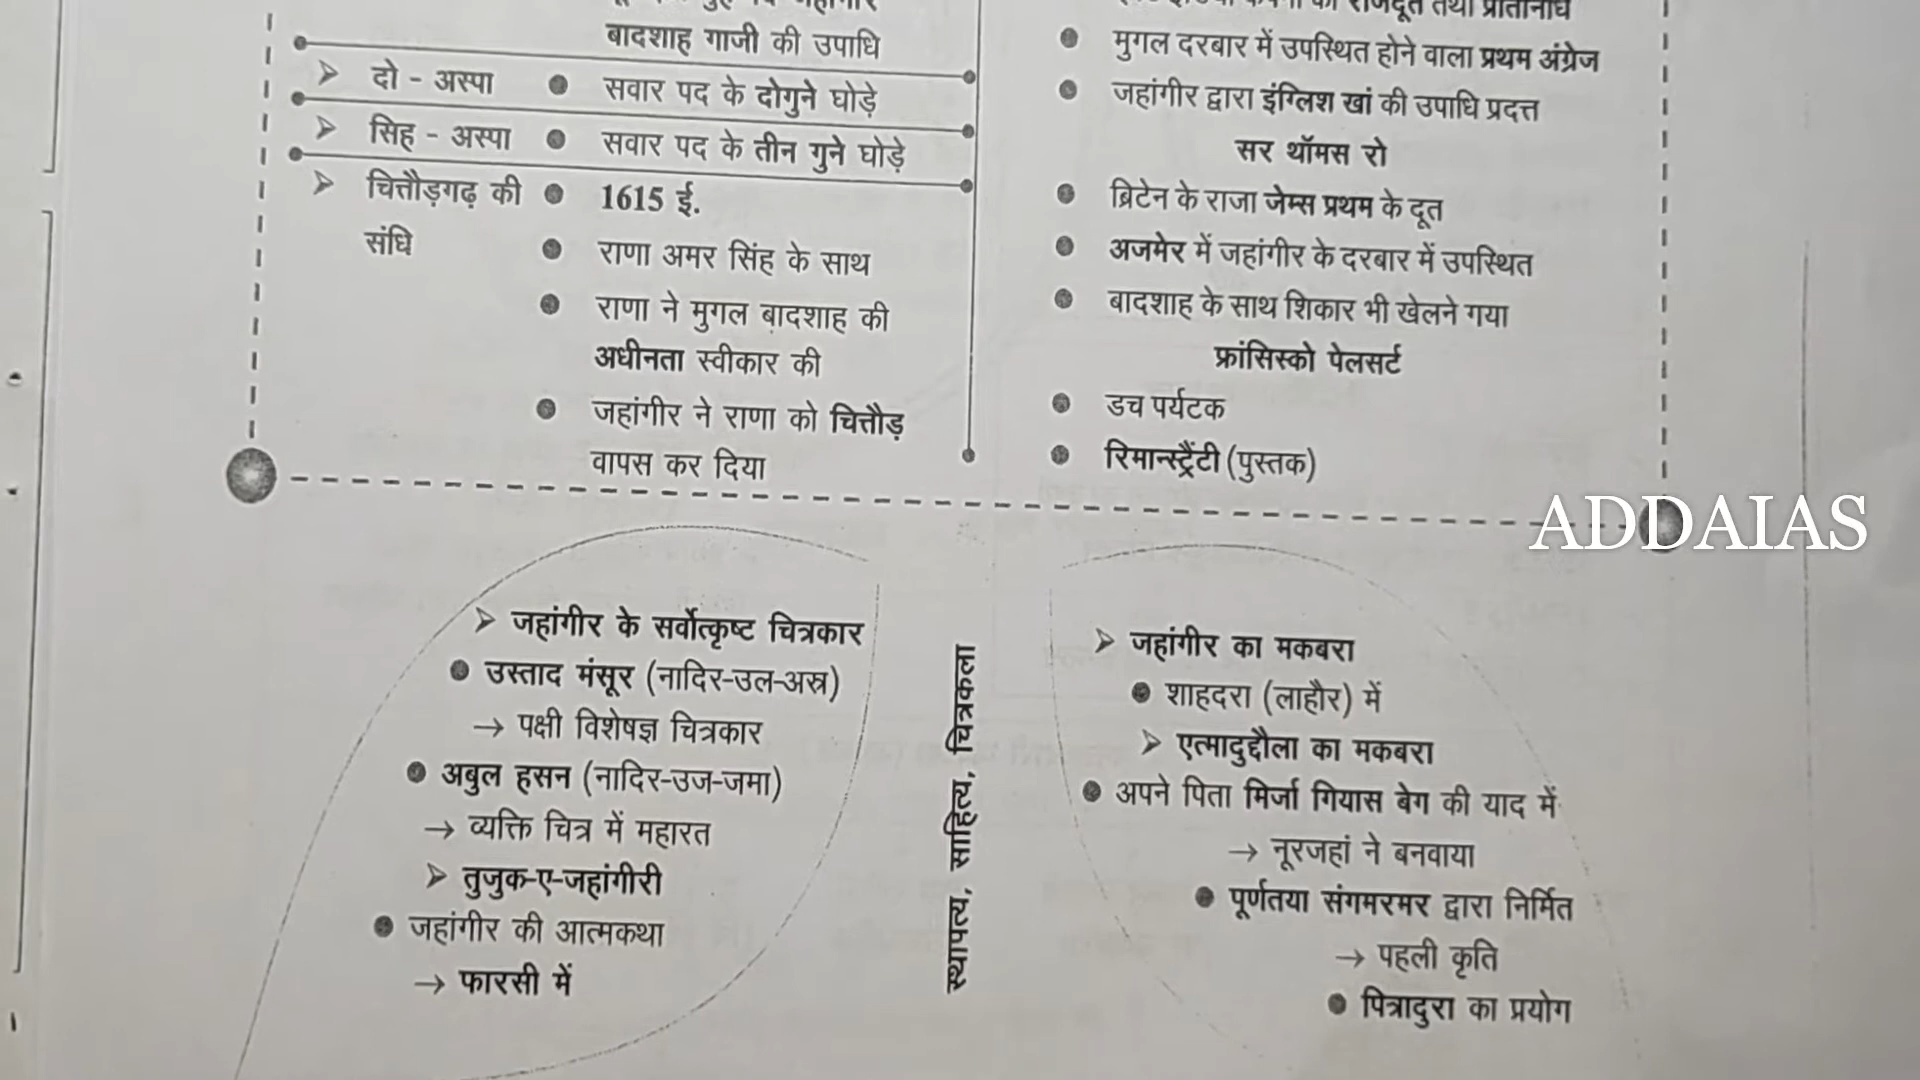 बादशाह गाजी की उपाधि
➢ दो - अस्पा ● सवार पद के दोगुने घोड़े
➢ सिह - अस्पा ● सवार पद के तीन गुने घोड़े
➢ चित्तौड़गढ़ की ● 1615 ई.
संधि
● राणा अमर सिंह के साथ
● राणा ने मुगल बादशाह की
अधीनता स्वीकार की
● जहांगीर ने राणा को चित्तौड़
वापस कर दिया
राजदूत तथा प्रतिनिधि
● मुगल दरबार में उपस्थित होने वाला प्रथम अंग्रेज
● जहांगीर द्वारा इंग्लिश खां की उपाधि प्रदत्त
सर थॉमस रो
● ब्रिटेन के राजा जेम्स प्रथम के दूत
● अजमेर में जहांगीर के दरबार में उपस्थित
● बादशाह के साथ शिकार भी खेलने गया
फ्रांसिस्को पेलसर्ट
● डच पर्यटक
● रिमान्स्ट्रैंटी (पुस्तक)
ADDAIAS
➢ जहांगीर के सर्वोत्कृष्ट चित्रकार
● उस्ताद मंसूर (नादिर-उल-अस्र)
→ पक्षी विशेषज्ञ चित्रकार
● अबुल हसन (नादिर-उज-जमा)
→ व्यक्ति चित्र में महारत
➢ तुजुक-ए-जहांगीरी
● जहांगीर की आत्मकथा
→ फारसी में
स्थापत्य, साहित्य, चित्रकला
➢ जहांगीर का मकबरा
● शाहदरा (लाहौर) में
➢ एत्मादुद्दौला का मकबरा
● अपने पिता मिर्जा गियास बेग की याद में
→ नूरजहां ने बनवाया
● पूर्णतया संगमरमर द्वारा निर्मित
→ पहली कृति
● पित्रादुरा का प्रयोग